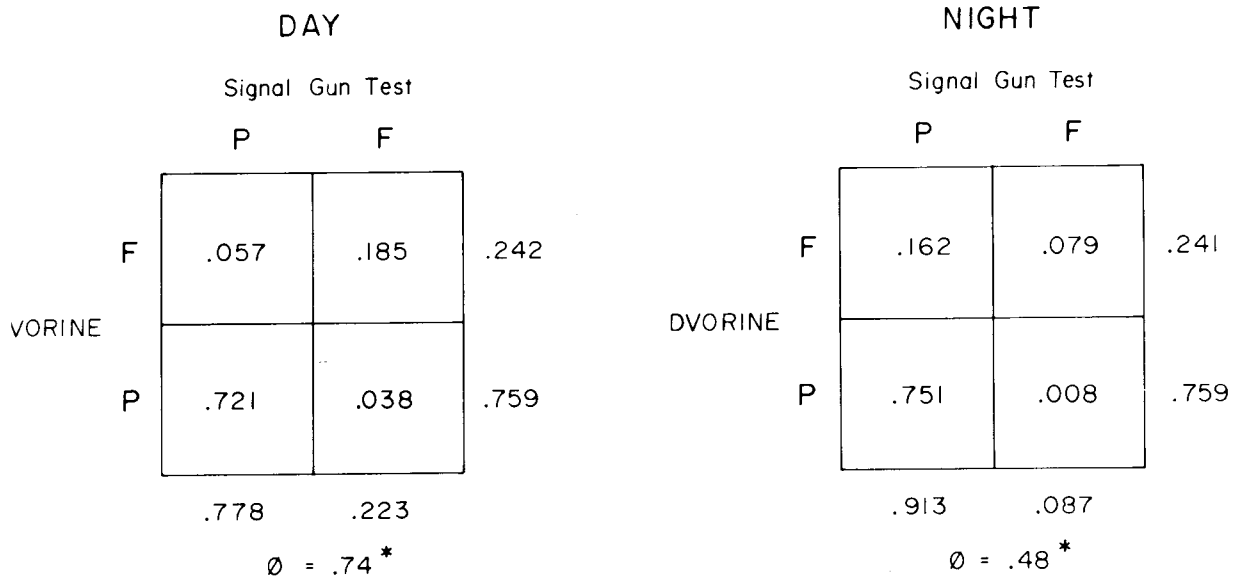 DAY
Signal Gun Test
P F
F .057 .185 .242
VORINE
P .721 .038 .759
.778 .223
Ø = .74 *
NIGHT
Signal Gun Test
P F
F .162 .079 .241
DVORINE
P .751 .008 .759
.913 .087
Ø = .48 *